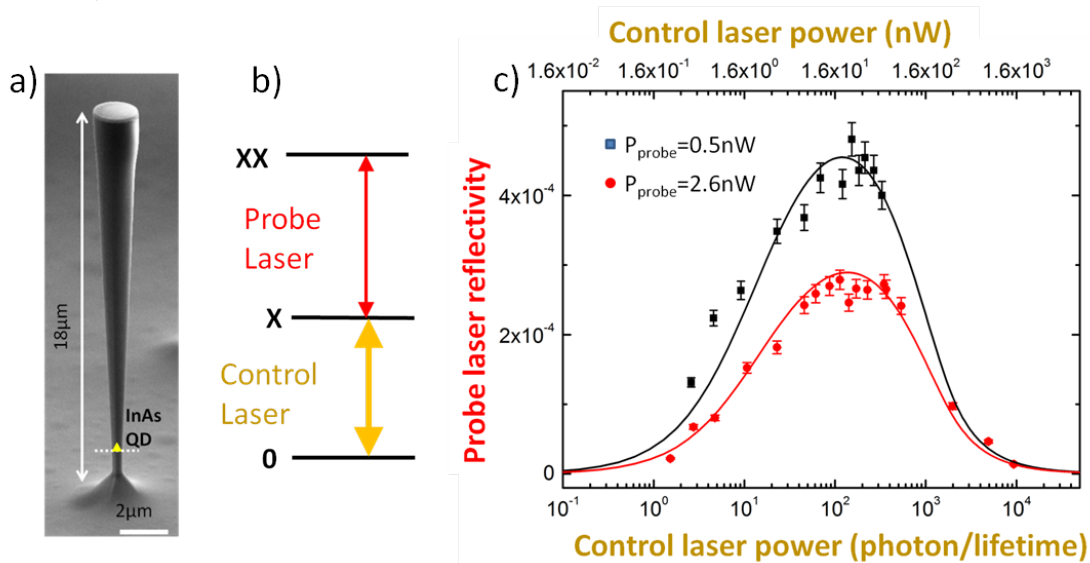 a)
18µm
InAs
QD
2µm
b)
XX
Probe
Laser
X
Control
Laser
0
c)
Control laser power (nW)
1.6x10⁻² 1.6x10⁻¹ 1.6x10⁰ 1.6x10¹ 1.6x10² 1.6x10³
P_probe=0.5nW
P_probe=2.6nW
Probe laser reflectivity
4x10⁻⁴
2x10⁻⁴
0
10⁻¹ 10⁰ 10¹ 10² 10³ 10⁴
Control laser power (photon/lifetime)